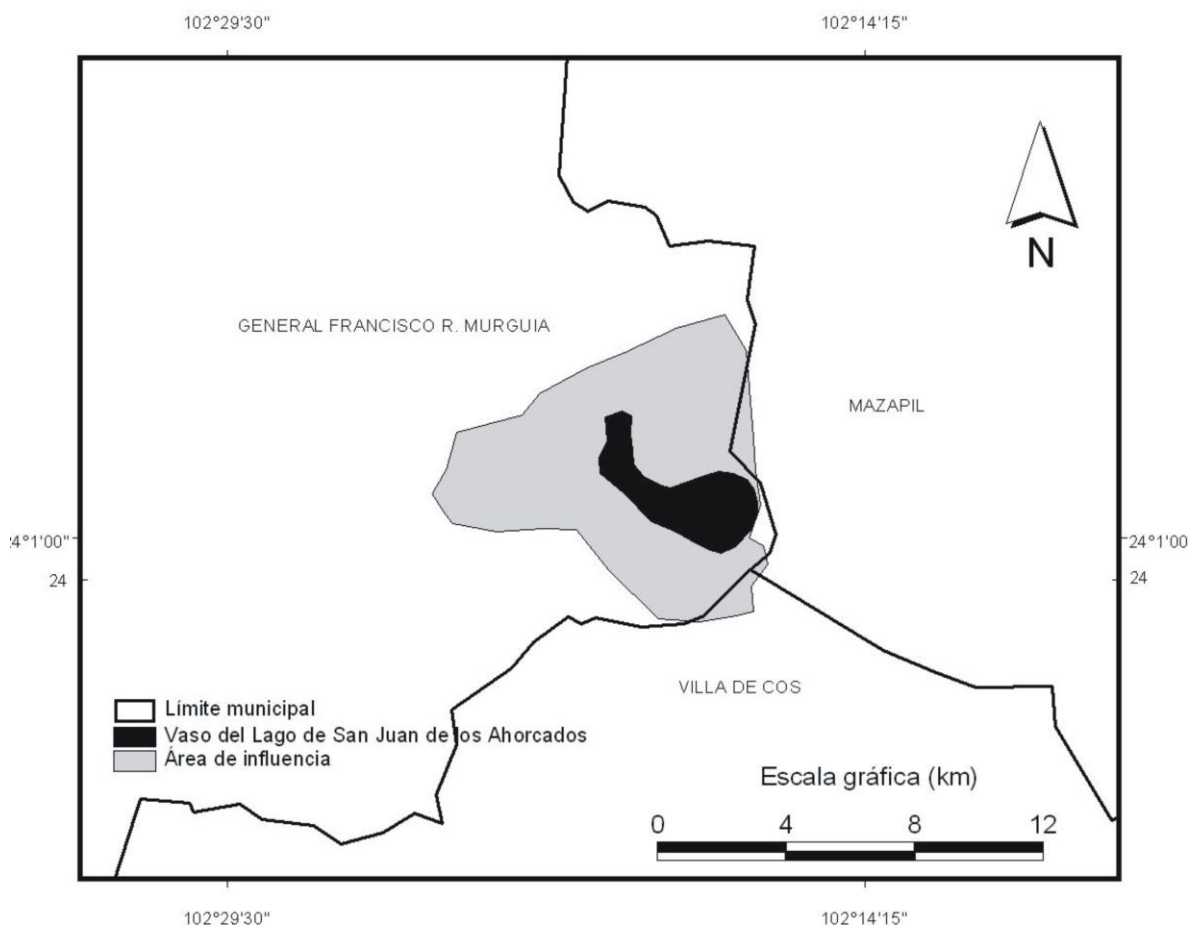 102°29'30" 102°14'15"
N
GENERAL FRANCISCO R. MURGUIA
MAZAPIL
24°1'00" 24°1'00
24 24
VILLA DE COS
Límite municipal
Vaso del Lago de San Juan de los Ahorcados
Área de influencia
Escala gráfica (km)
0 4 8 12
102°29'30" 102°14'15"